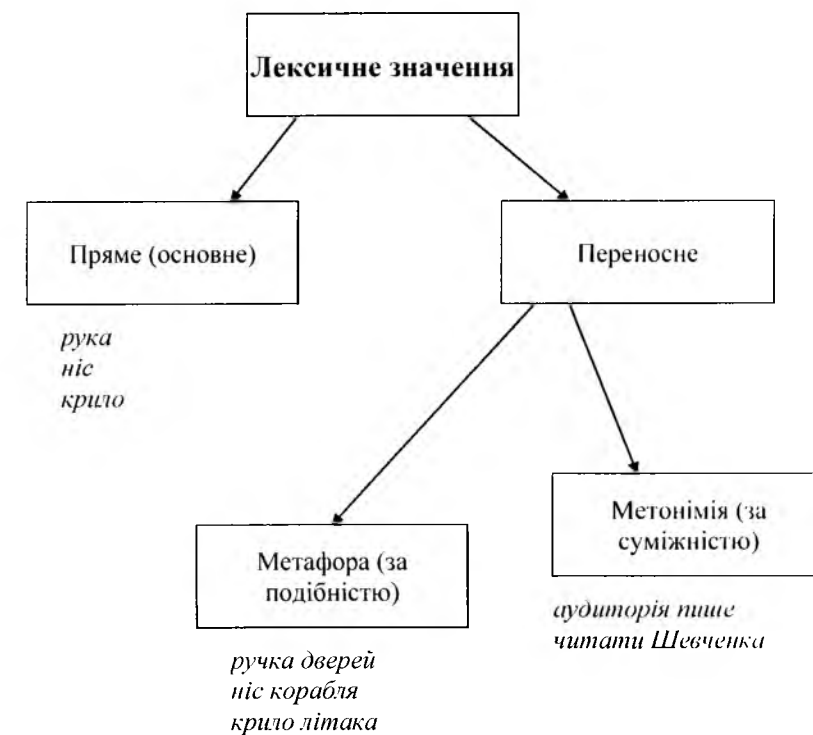 Лексичне значення
Пряме (основне)
Переносне
рука
ніс
крило
Метафора (за
подібністю)
Метонімія (за
суміжністю)
ручка дверей
ніс корабля
крило літака
аудиторія пише
читати Шевченка